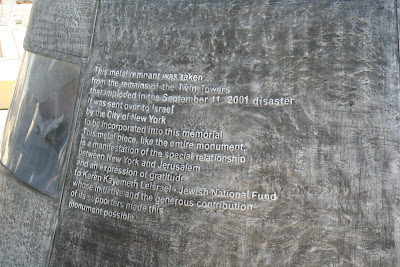 This metal remnant was taken
from the remains of the Twin Towers
that imploded in the September 11, 2001 disaster
It was sent over to Israel
by the City of New York
to be incorporated into this memorial.
This metal piece, like the entire monument,
is a manifestation of the special relationship
between New York and Jerusalem
and an expression of gratitude
to Keren Kayemeth LeIsrael - Jewish National Fund
whose initiative and the generous contribution
of its supporters made this
monument possible.